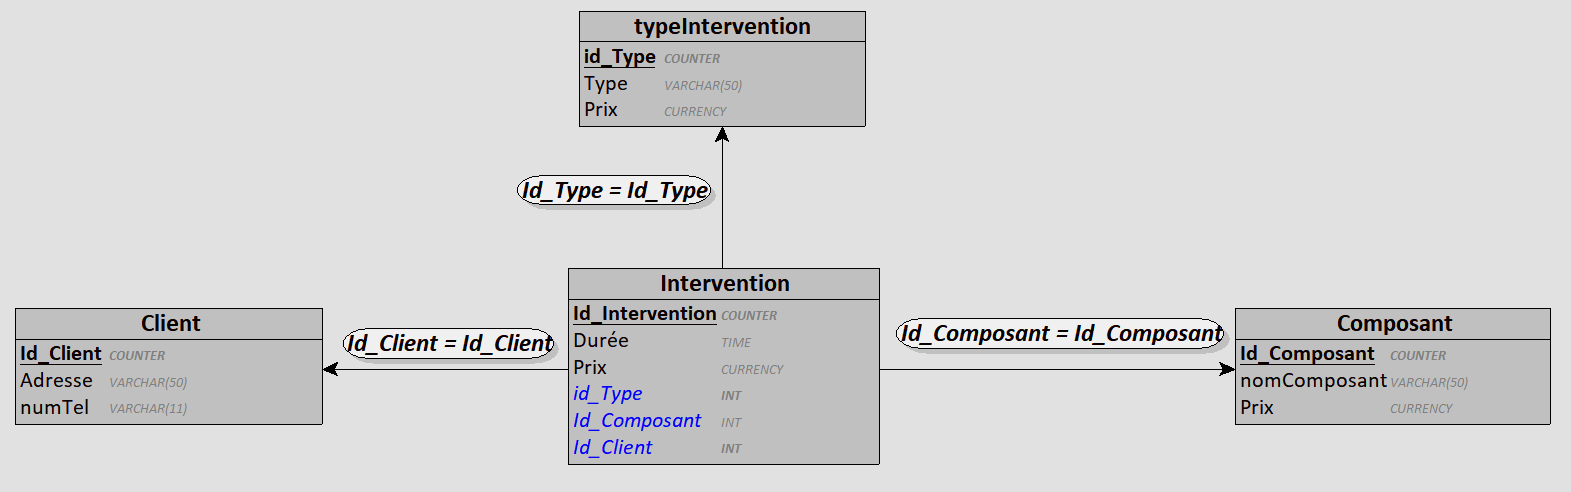 typeIntervention
id_Type COUNTER
Type VARCHAR(50)
Prix CURRENCY
Id_Type = Id_Type
Intervention
Id_Intervention COUNTER
Durée TIME
Prix CURRENCY
id_Type INT
Id_Composant INT
Id_Client INT
Client
Id_Client COUNTER
Adresse VARCHAR(50)
numTel VARCHAR(11)
Id_Client = Id_Client
Id_Composant = Id_Composant
Composant
Id_Composant COUNTER
nomComposant VARCHAR(50)
Prix CURRENCY